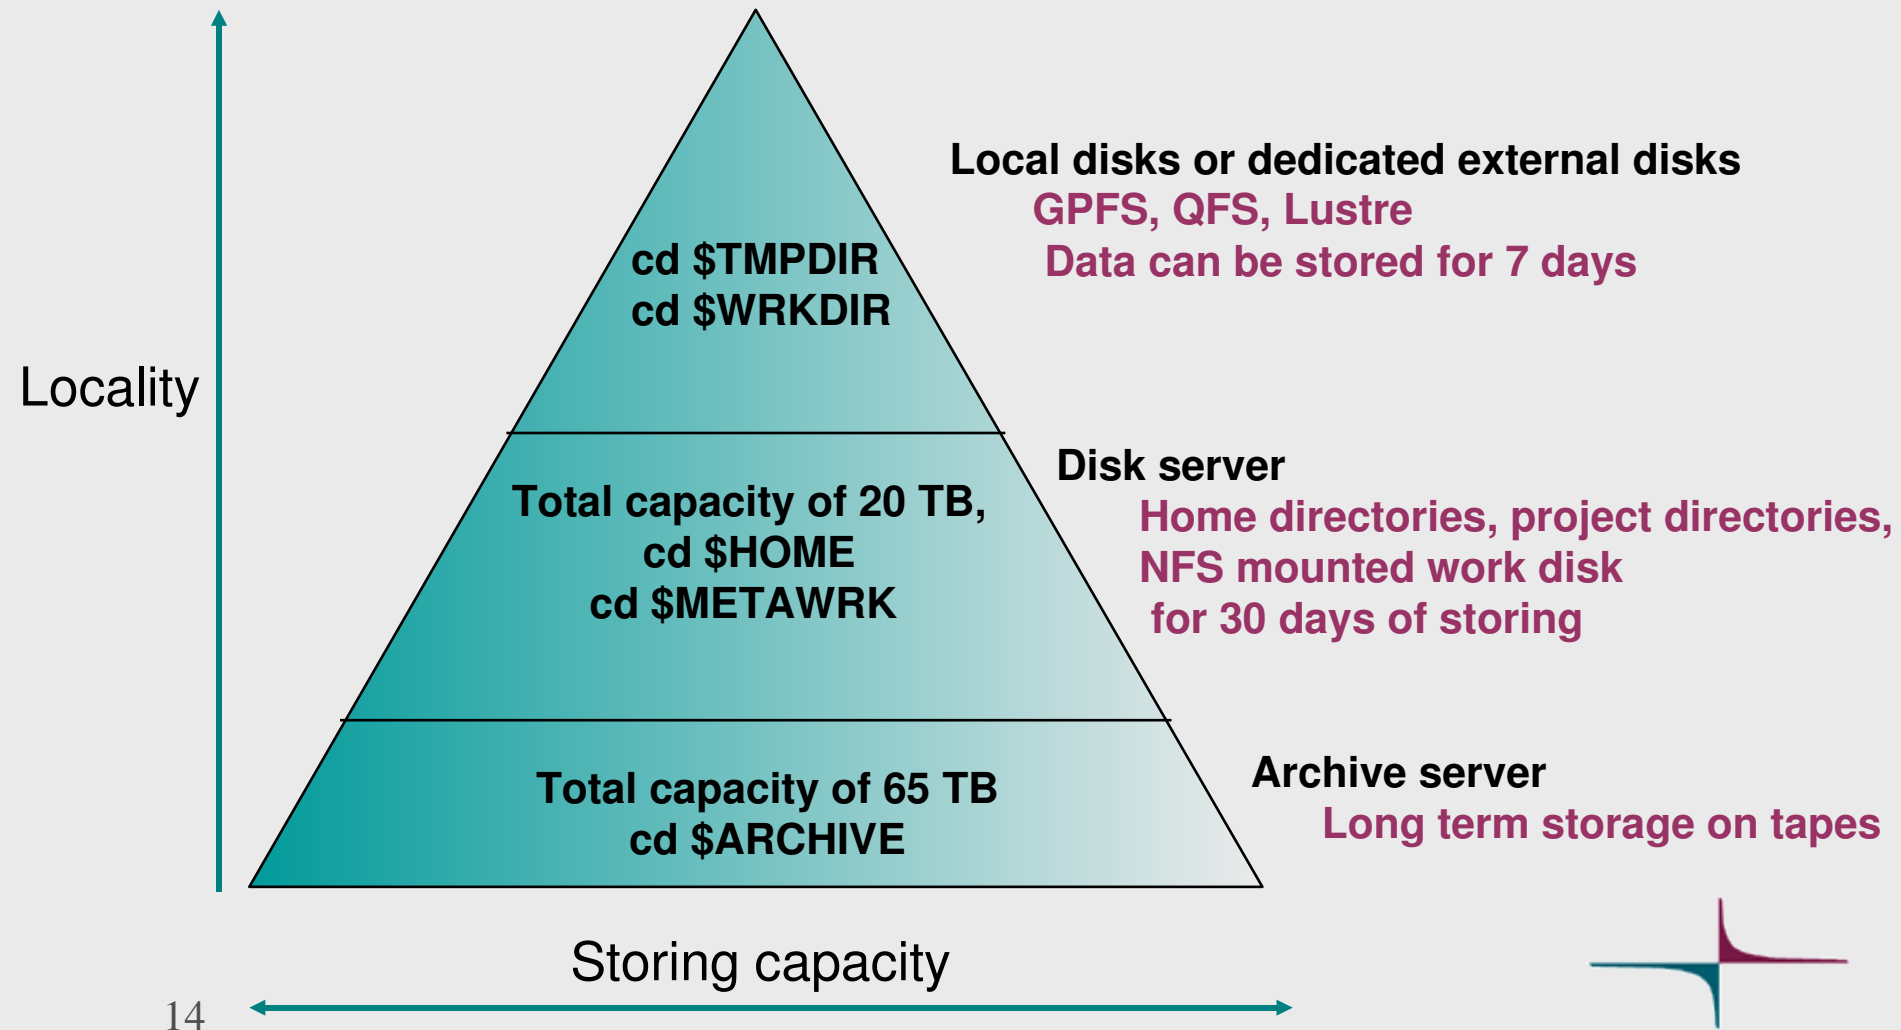 Local disks or dedicated external disks
GPFS, QFS, Lustre
Data can be stored for 7 days
cd $TMPDIR
cd $WRKDIR
Locality
Disk server
Home directories, project directories,
NFS mounted work disk
for 30 days of storing
Total capacity of 20 TB,
cd $HOME
cd $METAWRK
Archive server
Long term storage on tapes
Total capacity of 65 TB
cd $ARCHIVE
Storing capacity
14